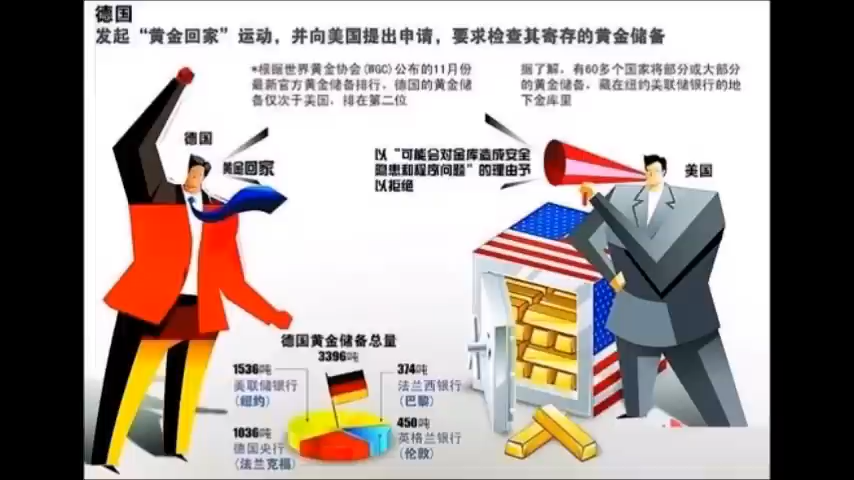 德国
发起“黄金回家”运动，并向美国提出申请，要求检查其寄存的黄金储备
*根据世界黄金协会(WGC)公布的11月份
最新官方黄金储备排行，德国的黄金储
备仅次于美国，排在第二位
据了解，有60多个国家将部分或大部分
的黄金储备，藏在纽约美联储银行的地
下金库里
德国
黄金回家
以“可能会对金库造成安全
隐患和程序问题”的理由予
以拒绝
美国
德国黄金储备总量
3396吨
1536吨
美联储银行
(纽约)
374吨
法兰西银行
(巴黎)
1036吨
德国央行
(法兰克福)
450吨
英格兰银行
(伦敦)